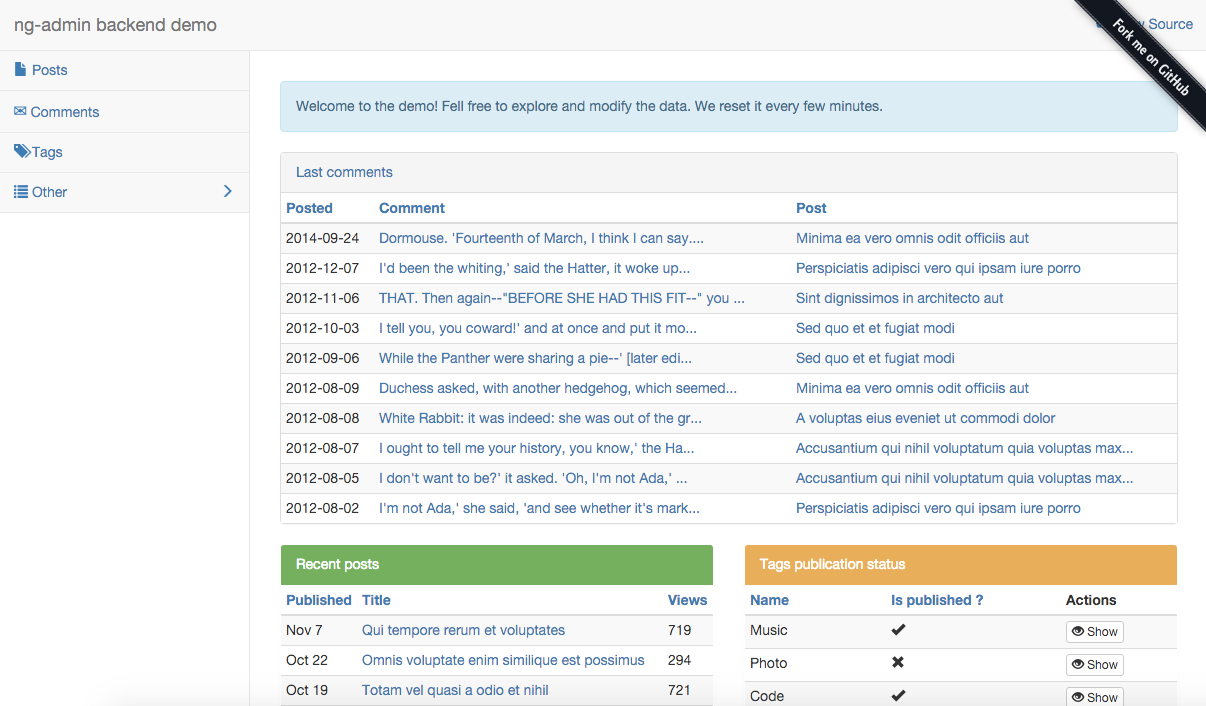 ng-admin backend demo
Source
Fork me on GitHub
Posts
Comments
Tags
Other
Welcome to the demo! Fell free to explore and modify the data. We reset it every few minutes.
Last comments
Posted Comment Post
2014-09-24 Dormouse. 'Fourteenth of March, I think I can say.... Minima ea vero omnis odit officiis aut
2012-12-07 I'd been the whiting,' said the Hatter, it woke up... Perspiciatis adipisci vero qui ipsam iure porro
2012-11-06 THAT. Then again--"BEFORE SHE HAD THIS FIT--" you ... Sint dignissimos in architecto aut
2012-10-03 I tell you, you coward!' and at once and put it mo... Sed quo et et fugiat modi
2012-09-06 While the Panther were sharing a pie--' [later edi... Sed quo et et fugiat modi
2012-08-09 Duchess asked, with another hedgehog, which seemed... Minima ea vero omnis odit officiis aut
2012-08-08 White Rabbit: it was indeed: she was out of the gr... A voluptas eius eveniet ut commodi dolor
2012-08-07 I ought to tell me your history, you know,' the Ha... Accusantium qui nihil voluptatum quia voluptas max...
2012-08-05 I don't want to be?' it asked. 'Oh, I'm not Ada,' ... Accusantium qui nihil voluptatum quia voluptas max...
2012-08-02 I'm not Ada,' she said, 'and see whether it's mark... Perspiciatis adipisci vero qui ipsam iure porro
Recent posts
Published Title Views
Nov 7 Qui tempore rerum et voluptates 719
Oct 22 Omnis voluptate enim similique est possimus 294
Oct 19 Totam vel quasi a odio et nihil 721
Tags publication status
Name Is published ? Actions
Music Show
Photo Show
Code Show